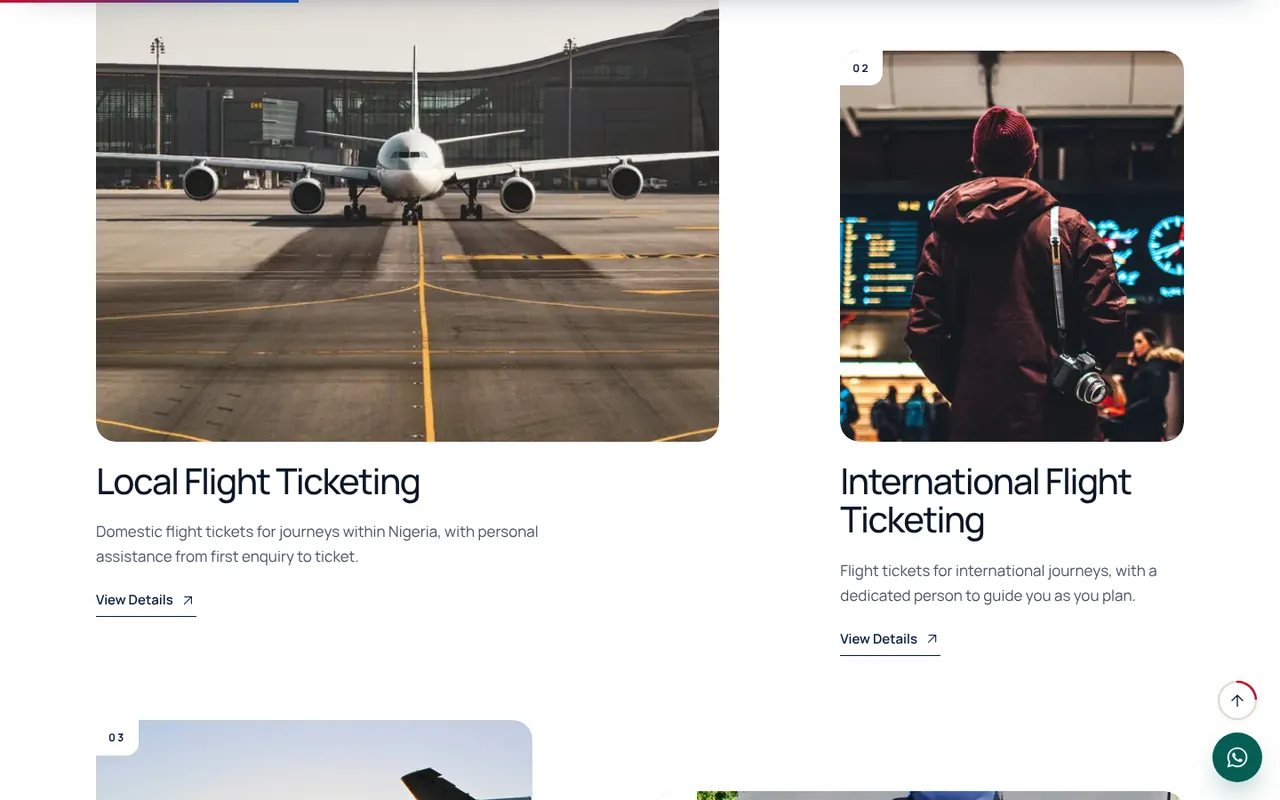 02
Local Flight Ticketing
Domestic flight tickets for journeys within Nigeria, with personal
assistance from first enquiry to ticket.
View Details
International Flight
Ticketing
Flight tickets for international journeys, with a
dedicated person to guide you as you plan.
View Details
03